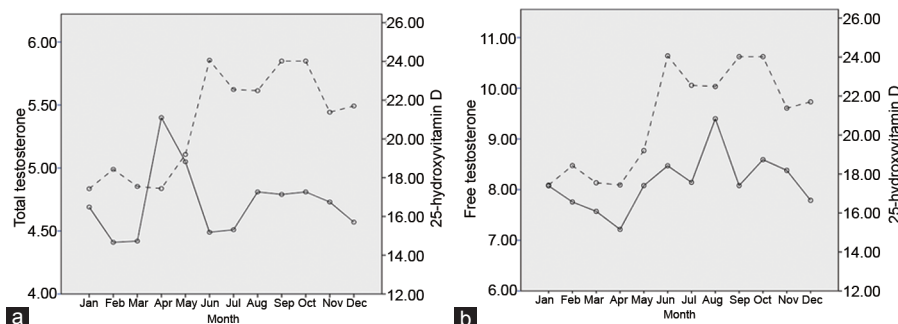 Total testosterone
6.00
5.50
5.00
4.50
4.00
26.00
24.00
22.00
20.00
18.00
16.00
14.00
12.00
25-hydroxyvitamin D
Jan Feb Mar Apr May Jun Jul Aug Sep Oct Nov Dec
Month
a
Free testosterone
11.00
10.00
9.00
8.00
7.00
6.00
26.00
24.00
22.00
20.00
18.00
16.00
14.00
12.00
25-hydroxyvitamin D
Jan Feb Mar Apr May Jun Jul Aug Sep Oct Nov Dec
Month
b